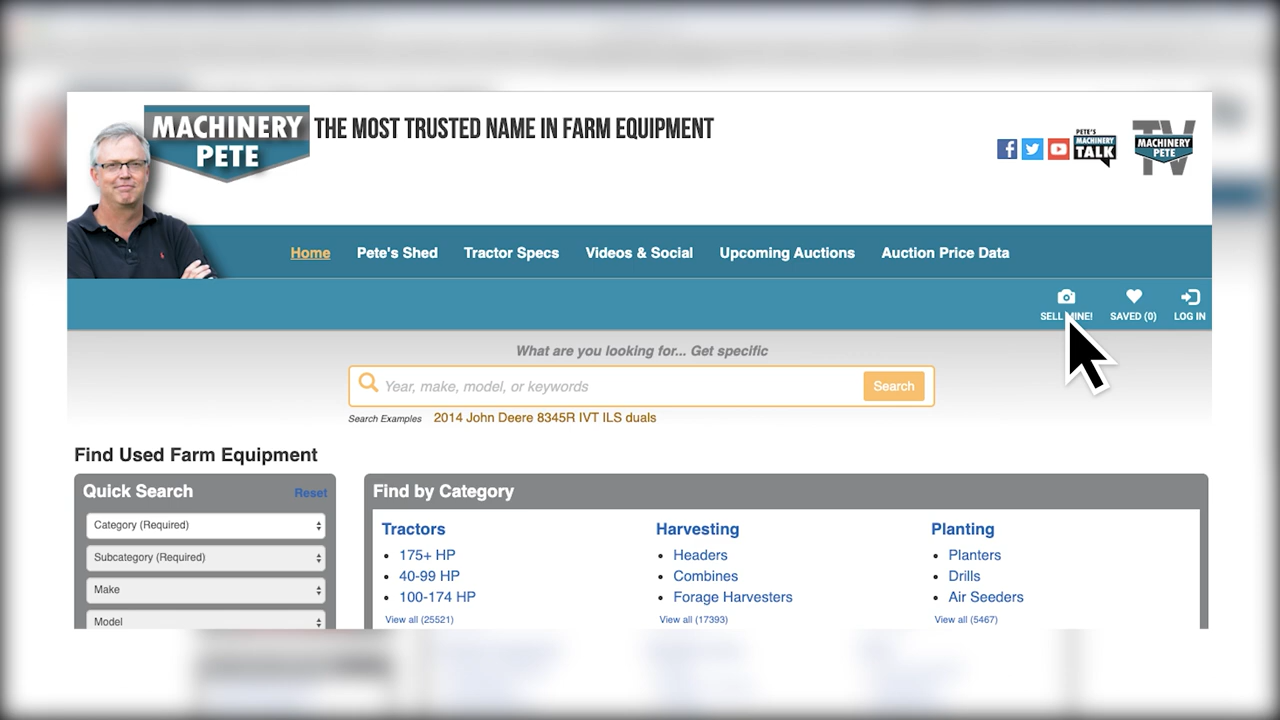 MACHINERY
PETE
THE MOST TRUSTED NAME IN FARM EQUIPMENT
PETE'S
MACHINERY
TALK
TV
MACHINERY
PETE
Home Pete's Shed Tractor Specs Videos & Social Upcoming Auctions Auction Price Data
SELL MINE! SAVED (0) LOG IN
What are you looking for... Get specific
Year, make, model, or keywords Search
Search Examples 2014 John Deere 8345R IVT ILS duals
Find Used Farm Equipment
Quick Search Reset
Category (Required)
Subcategory (Required)
Make
Model
Find by Category
Tractors
• 175+ HP
• 40-99 HP
• 100-174 HP
View all (25521)
Harvesting
• Headers
• Combines
• Forage Harvesters
View all (17393)
Planting
• Planters
• Drills
• Air Seeders
View all (5467)